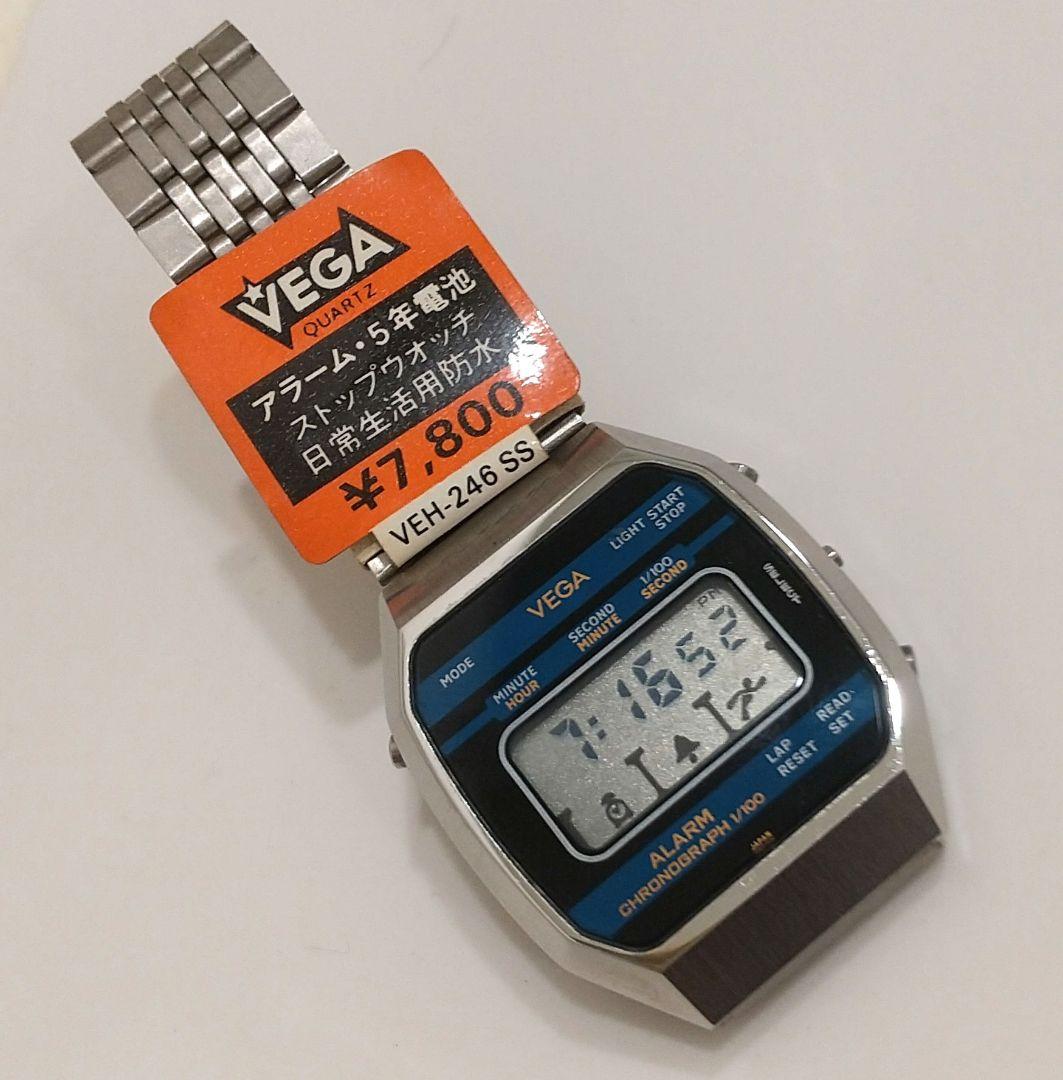 VEGA
QUARTZ
アラーム・5年電池
ストップウオッチ
日常生活用防水
¥7,800
VEH-246 SS
LIGHT START
STOP
VEGA
MODE
SECOND 1/100
MINUTE SECOND
MINUTE
HOUR
SELECT
PM
7:16 52
LAP READ
RESET SET
ALARM
CHRONOGRAPH 1/100
JAPAN